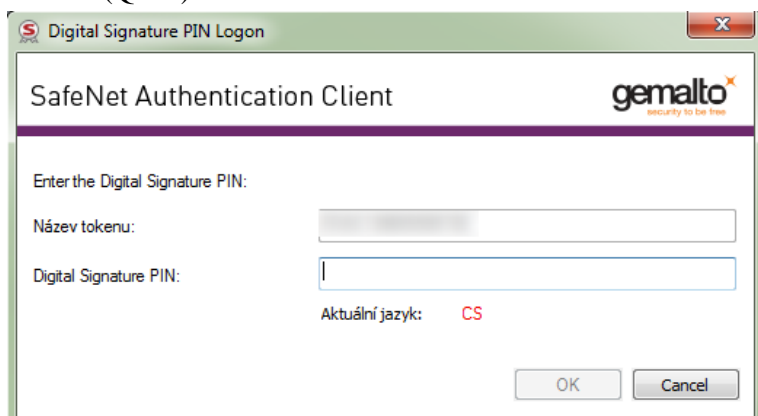 Digital Signature PIN Logon
SafeNet Authentication Client
gemalto
security to be free
Enter the Digital Signature PIN:
Název tokenu:
Digital Signature PIN:
Aktuální jazyk: CS
OK Cancel